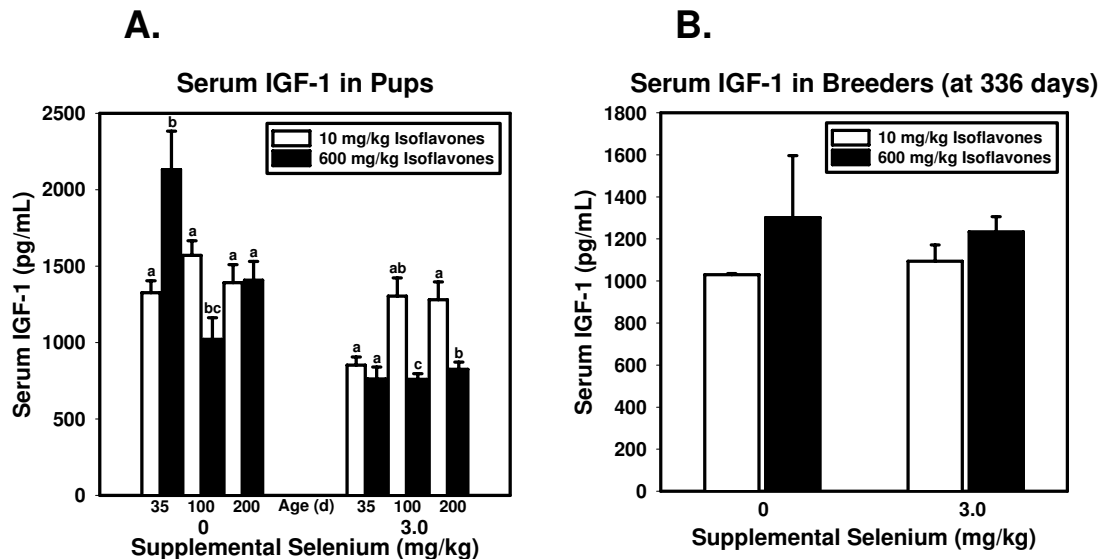 A.
Serum IGF-1 in Pups
Serum IGF-1 (pg/mL)
2500
2000
1500
1000
500
0
10 mg/kg Isoflavones
600 mg/kg Isoflavones
a
b
a
bc
a
a
a
a
ab
c
a
b
35 100 200 Age (d) 35 100 200
0 3.0
Supplemental Selenium (mg/kg)
B.
Serum IGF-1 in Breeders (at 336 days)
Serum IGF-1 (pg/mL)
1800
1600
1400
1200
1000
800
600
400
200
0
10 mg/kg Isoflavones
600 mg/kg Isoflavones
0 3.0
Supplemental Selenium (mg/kg)